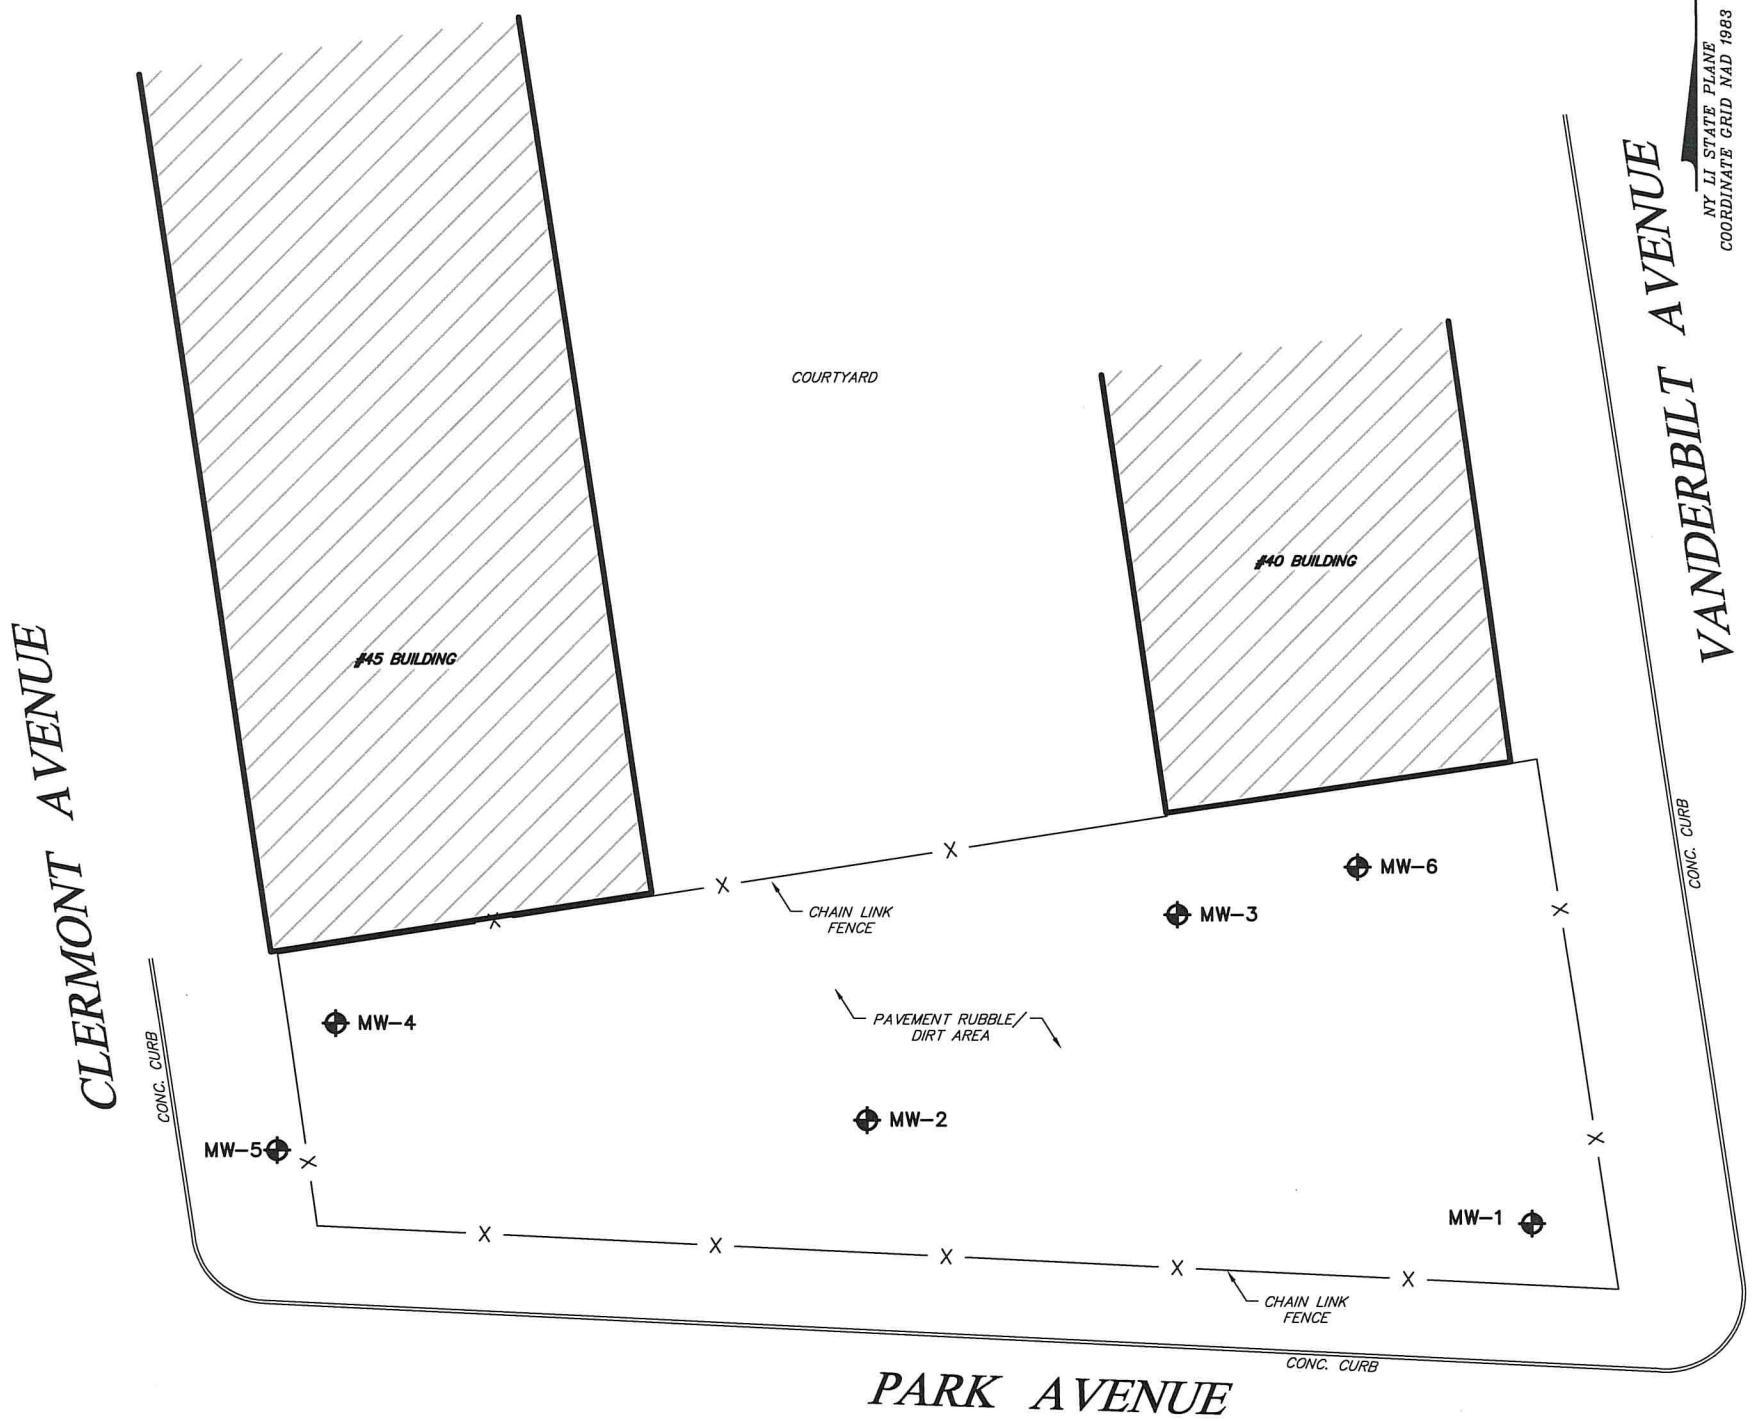 NY LI STATE PLANE
COORDINATE GRID NAD 1983
VANDERBILT AVENUE
COURTYARD
#40 BUILDING
#45 BUILDING
CLERMONT AVENUE
CONC. CURB
MW-6
MW-3
CHAIN LINK
FENCE
MW-4
PAVEMENT RUBBLE/
DIRT AREA
CONC. CURB
MW-2
MW-5
MW-1
CHAIN LINK
FENCE
CONC. CURB
PARK AVENUE
X
X
X
X
X
X
X
X
X
X
X